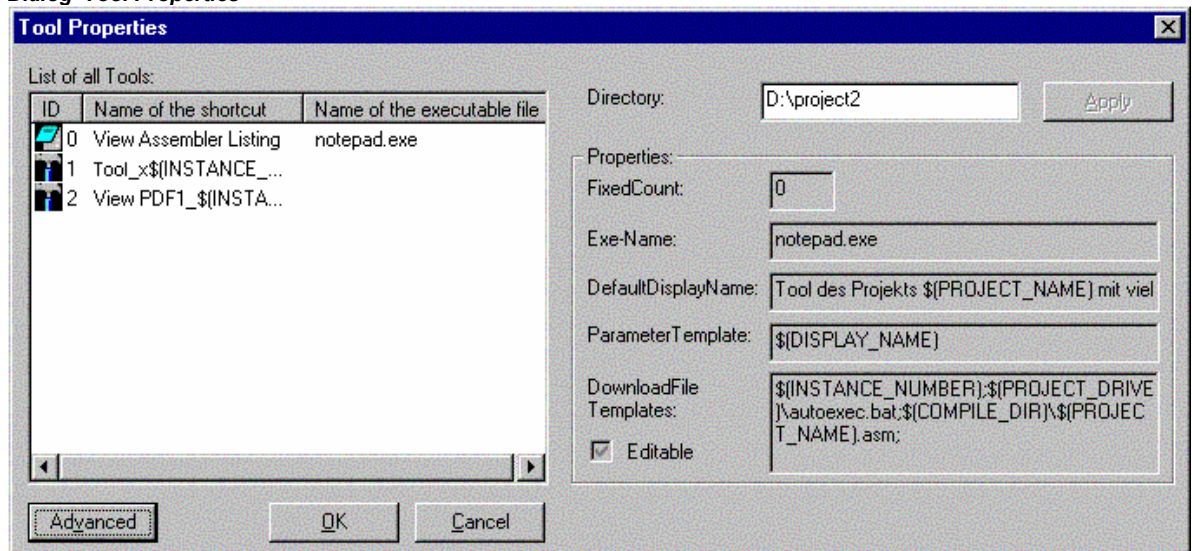 Dialog 'Tool Properties'
Tool Properties
List of all Tools:
ID Name of the shortcut Name of the executable file
0 View Assembler Listing notepad.exe
1 Tool_x$(INSTANCE_...
2 View PDF1_$(INSTA...
Advanced OK Cancel
Directory: D:\project2 Apply
Properties:
FixedCount: 0
Exe-Name: notepad.exe
DefaultDisplayName: Tool des Projekts $(PROJECT_NAME) mit viel
ParameterTemplate: $(DISPLAY_NAME)
DownloadFile
Templates:
$(INSTANCE_NUMBER);$(PROJECT_DRIVE
)\autoexec.bat;$(COMPILE_DIR)\$(PROJEC
T_NAME).asm;
Editable